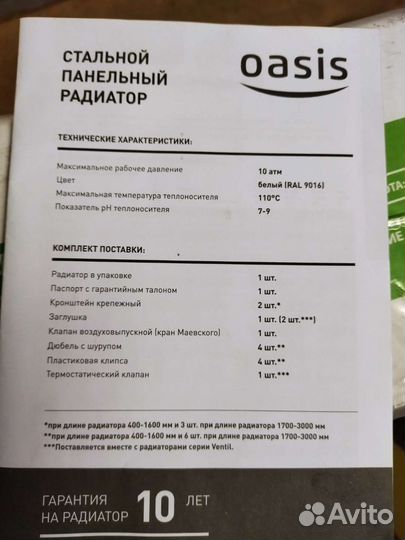 СТАЛЬНОЙ
ПАНЕЛЬНЫЙ
РАДИАТОР
oasis
ТЕХНИЧЕСКИЕ ХАРАКТЕРИСТИКИ:
Максимальное рабочее давление 10 атм
Цвет белый (RAL 9016)
Максимальная температура теплоносителя 110°С
Показатель рН теплоносителя 7-9
КОМПЛЕКТ ПОСТАВКИ:
Радиатор в упаковке 1 шт.
Паспорт с гарантийным талоном 1 шт.
Кронштейн крепежный 2 шт.*
Заглушка 1 шт. (2 шт.***)
Клапан воздуховыпускной (кран Маевского) 1 шт.
Дюбель с шурупом 4 шт.**
Пластиковая клипса 4 шт.**
Термостатический клапан 1 шт.***
*при длине радиатора 400-1600 мм и 3 шт. при длине радиатора 1700-3000 мм
**при длине радиатора 400-1600 мм и 6 шт. при длине радиатора 1700-3000 мм
***Поставляется вместе с радиаторами серии Ventil.
ГАРАНТИЯ
НА РАДИАТОР 10 ЛЕТ
Avito